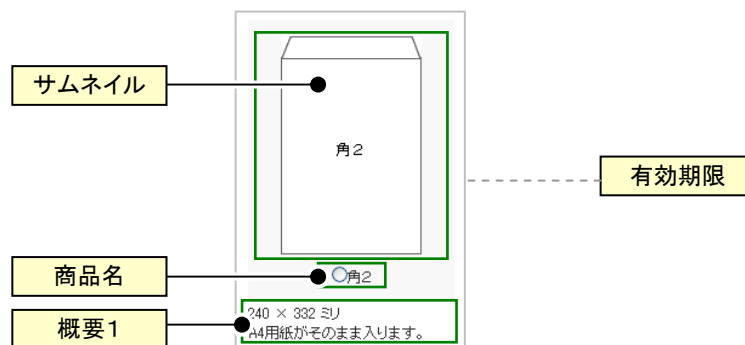 サムネイル
角2
有効期限
商品名
角2
概要1
240 × 332 ミリ
A4用紙がそのまま入ります。